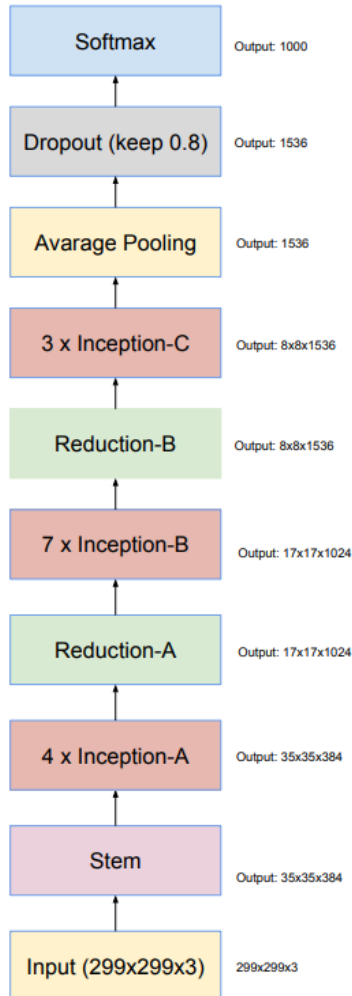 Softmax
Output: 1000
Dropout (keep 0.8)
Output: 1536
Avarage Pooling
Output: 1536
3 x Inception-C
Output: 8x8x1536
Reduction-B
Output: 8x8x1536
7 x Inception-B
Output: 17x17x1024
Reduction-A
Output: 17x17x1024
4 x Inception-A
Output: 35x35x384
Stem
Output: 35x35x384
Input (299x299x3)
299x299x3